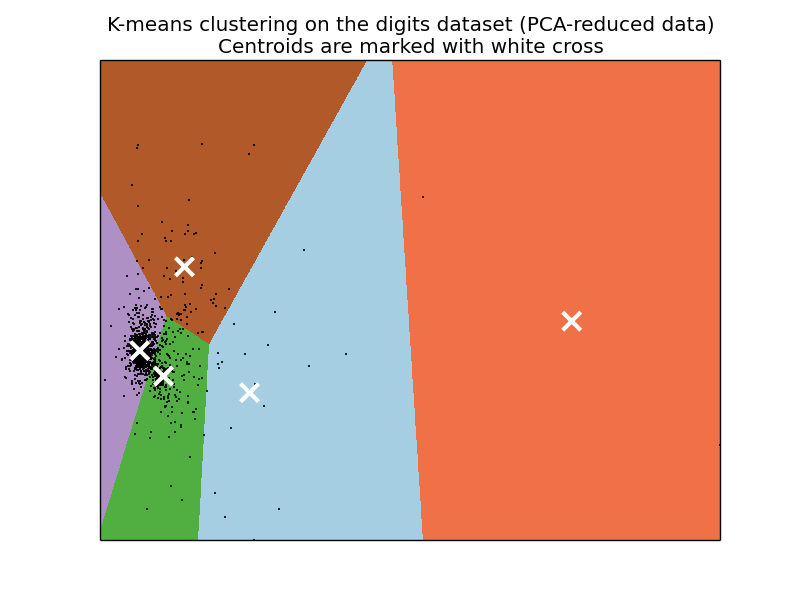 K-means clustering on the digits dataset (PCA-reduced data)
Centroids are marked with white cross